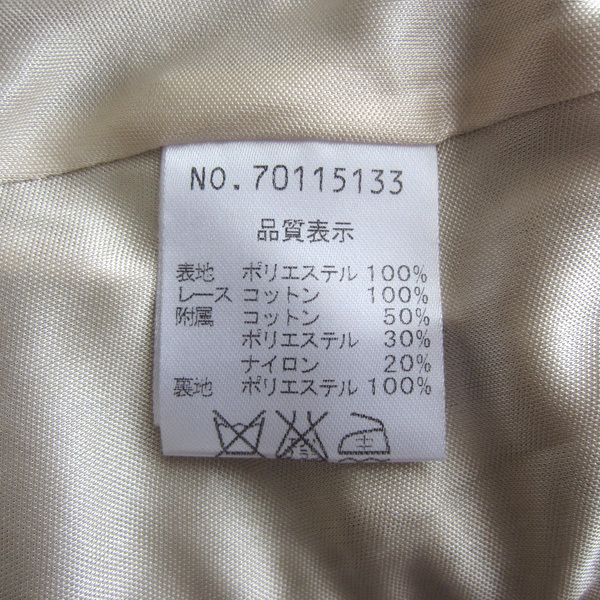 NO.70115133
品質表示
表地 ポリエステル 100%
レース コットン 100%
附属 コットン 50%
ポリエステル 30%
ナイロン 20%
裏地 ポリエステル 100%
中